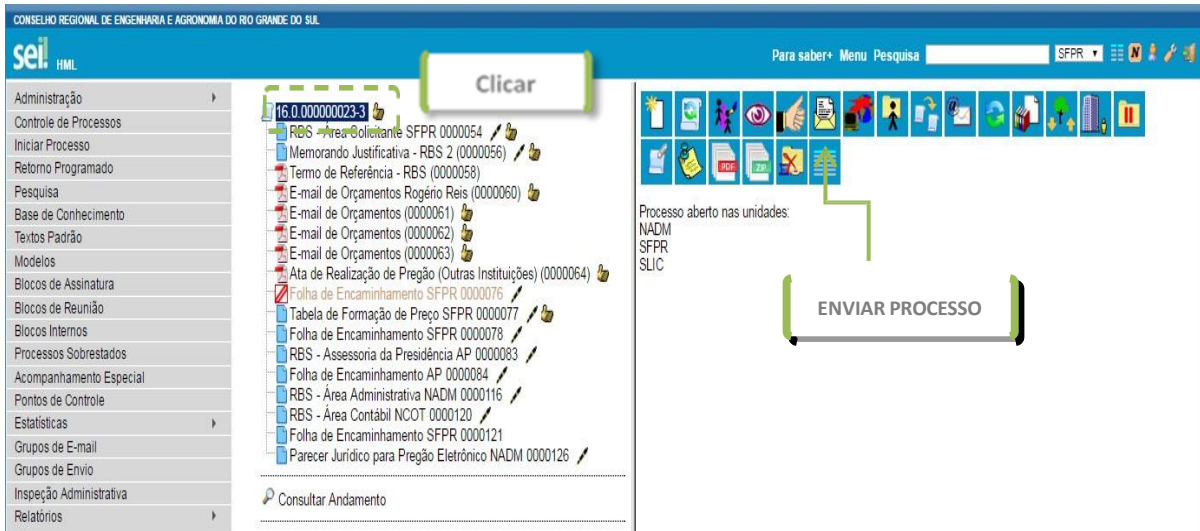 CONSELHO REGIONAL DE ENGENHARIA E AGRONOMIA DO RIO GRANDE DO SUL
sei! HML
Para saber+ Menu Pesquisa SFPR
Clicar
Administração
Controle de Processos
Iniciar Processo
Retorno Programado
Pesquisa
Base de Conhecimento
Textos Padrão
Modelos
Blocos de Assinatura
Blocos de Reunião
Blocos Internos
Processos Sobrestados
Acompanhamento Especial
Pontos de Controle
Estatísticas
Grupos de E-mail
Grupos de Envio
Inspeção Administrativa
Relatórios
16.0.000000023-3
RBS - Área Solicitante SFPR 0000054
Memorando Justificativa - RBS 2 (0000056)
Termo de Referência - RBS (0000058)
E-mail de Orçamentos Rogério Reis (0000060)
E-mail de Orçamentos (0000061)
E-mail de Orçamentos (0000062)
E-mail de Orçamentos (0000063)
Ata de Realização de Pregão (Outras Instituições) (0000064)
Folha de Encaminhamento SFPR 0000076
Tabela de Formação de Preço SFPR 0000077
Folha de Encaminhamento SFPR 0000078
RBS - Assessoria da Presidência AP 0000083
Folha de Encaminhamento AP 0000084
RBS - Área Administrativa NADM 0000116
RBS - Área Contábil NCOT 0000120
Folha de Encaminhamento SFPR 0000121
Parecer Jurídico para Pregão Eletrônico NADM 0000126
Consultar Andamento
PDF
ZIP
Processo aberto nas unidades:
NADM
SFPR
SLIC
ENVIAR PROCESSO